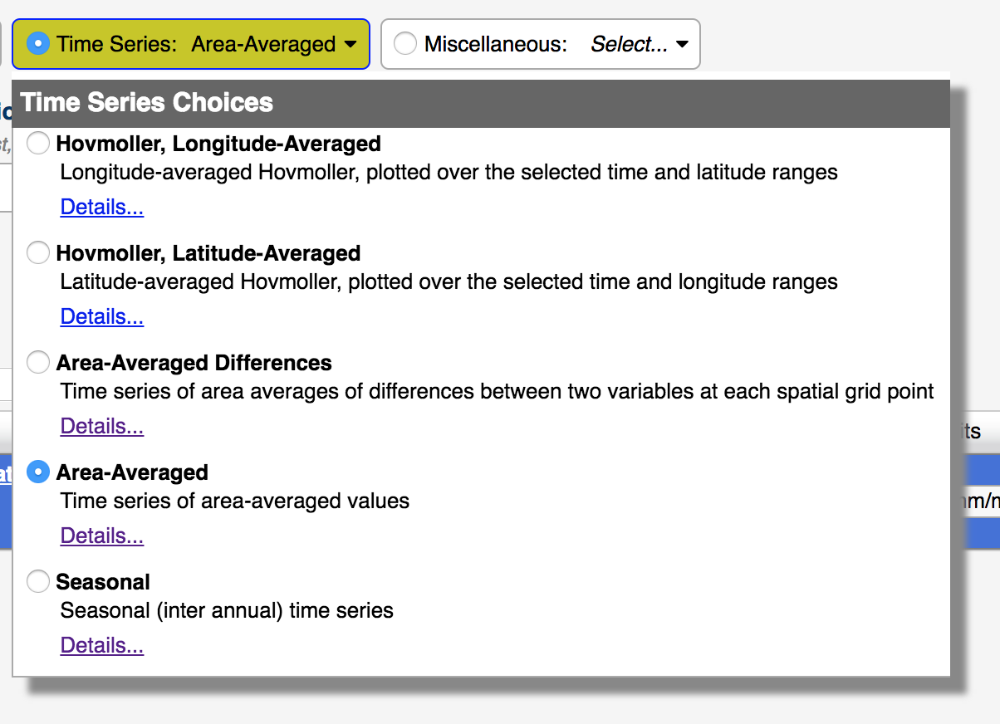 Time Series: Area-Averaged Miscellaneous: Select...
Time Series Choices
Hovmoller, Longitude-Averaged
Longitude-averaged Hovmoller, plotted over the selected time and latitude ranges
Details...
Hovmoller, Latitude-Averaged
Latitude-averaged Hovmoller, plotted over the selected time and longitude ranges
Details...
Area-Averaged Differences
Time series of area averages of differences between two variables at each spatial grid point
Details...
Area-Averaged
Time series of area-averaged values
Details...
Seasonal
Seasonal (inter annual) time series
Details...